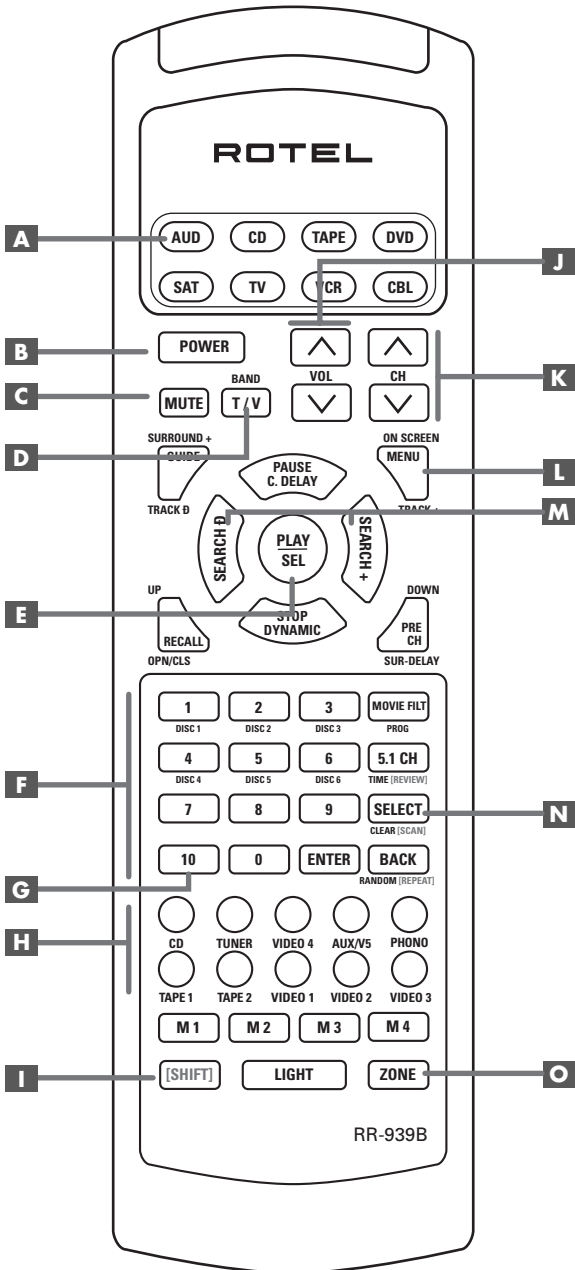 ROTEL
A AUD CD TAPE DVD
SAT TV VCR CBL J
B POWER
VOL CH K
BAND
C MUTE T / V
D SURROUND + ON SCREEN
GUIDE PAUSE MENU L
C. DELAY
TRACK Ð TRACK + M
SEARCH Ð PLAY SEARCH +
SEL
E UP STOP DOWN
DYNAMIC
RECALL PRE
CH
OPN/CLS SUR-DELAY
1 2 3 MOVIE FILT
DISC 1 DISC 2 DISC 3 PROG
F 4 5 6 5.1 CH
DISC 4 DISC 5 DISC 6 TIME [REVIEW]
7 8 9 SELECT N
CLEAR [SCAN]
G 10 0 ENTER BACK
RANDOM [REPEAT]
H CD TUNER VIDEO 4 AUX/V5 PHONO
TAPE 1 TAPE 2 VIDEO 1 VIDEO 2 VIDEO 3
M 1 M 2 M 3 M 4
I [SHIFT] LIGHT ZONE O
RR-939B